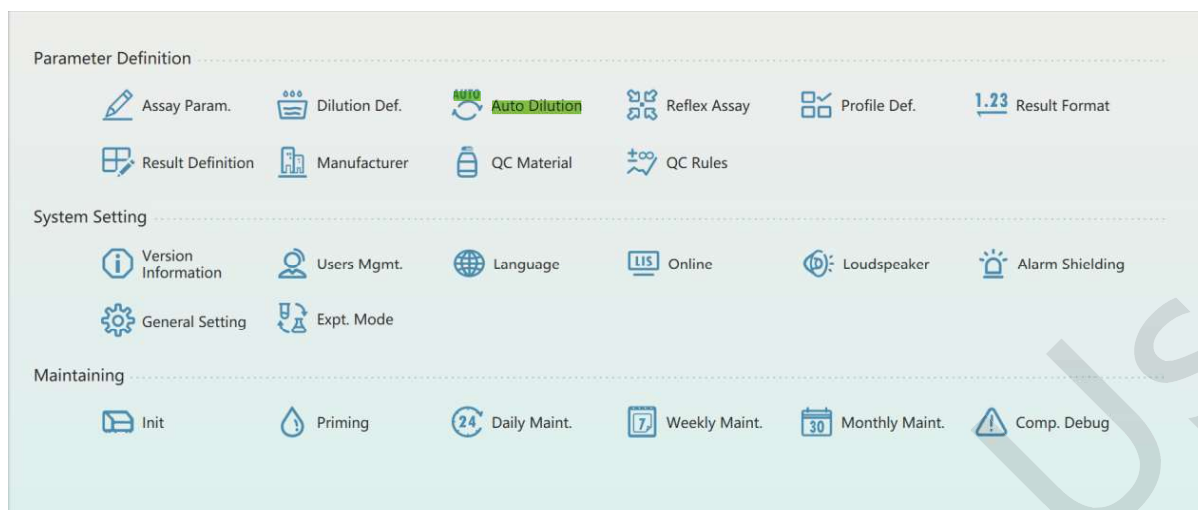 Parameter Definition
Assay Param.
Dilution Def.
AUTO
Auto Dilution
Reflex Assay
Profile Def.
1.23
Result Format
Result Definition
Manufacturer
QC Material
QC Rules
System Setting
Version
Information
Users Mgmt.
Language
LIS
Online
Loudspeaker
Alarm Shielding
General Setting
Expt. Mode
Maintaining
Init
Priming
24
Daily Maint.
7
Weekly Maint.
30
Monthly Maint.
Comp. Debug
US